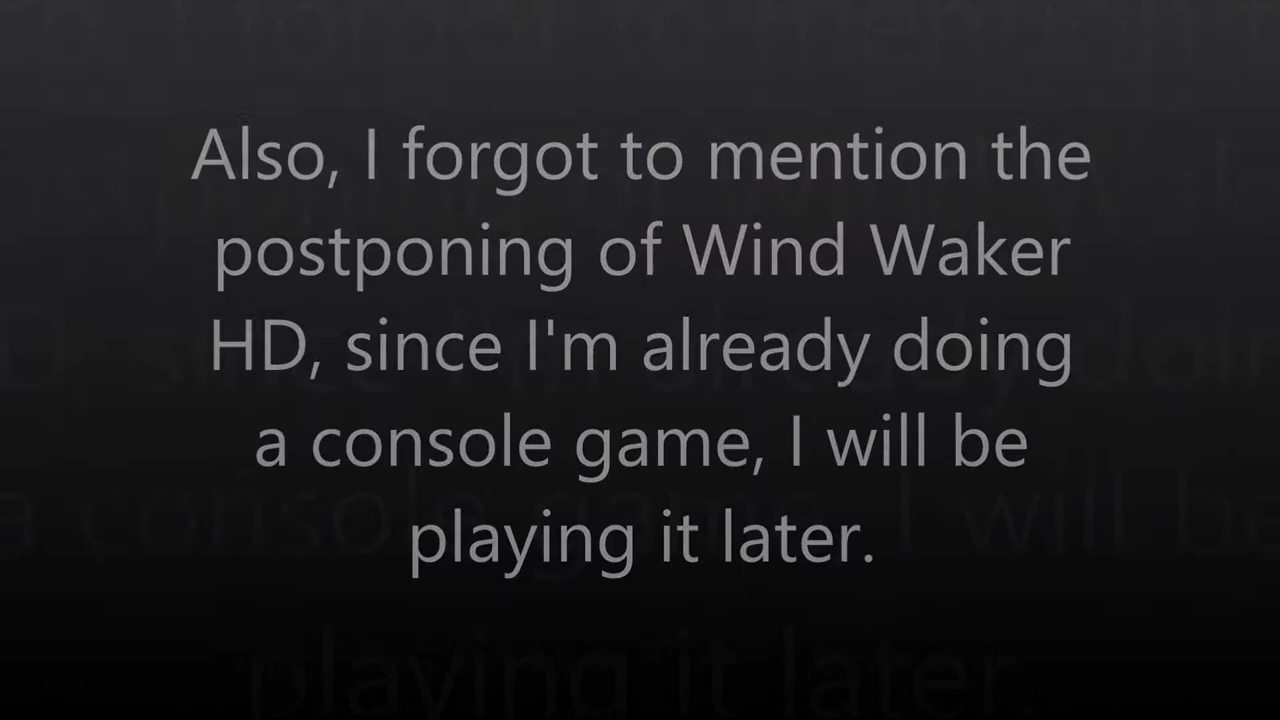 Also, I forgot to mention the
postponing of Wind Waker
HD, since I'm already doing
a console game, I will be
playing it later.